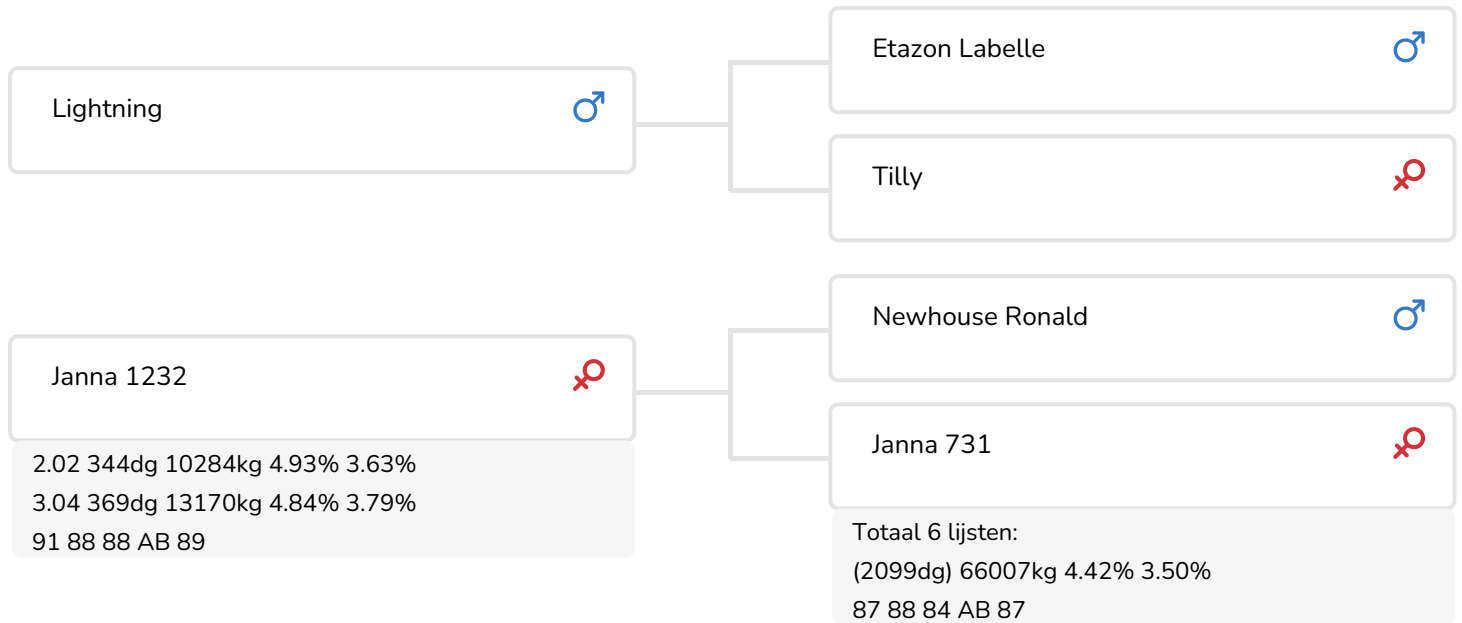 Lightning
Etazon Labelle
Tilly
Janna 1232
2.02 344dg 10284kg 4.93% 3.63%
3.04 369dg 13170kg 4.84% 3.79%
91 88 88 AB 89
Newhouse Ronald
Janna 731
Totaal 6 lijsten:
(2099dg) 66007kg 4.42% 3.50%
87 88 84 AB 87